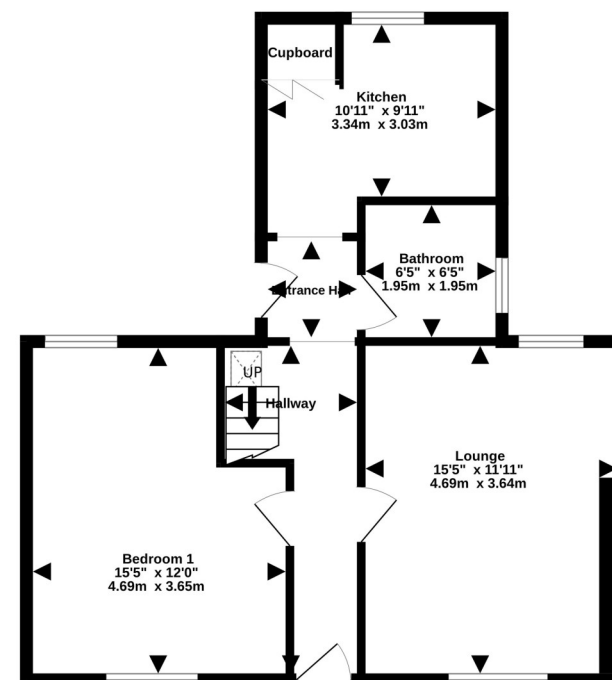 Cupboard
Kitchen
10'11" x 9'11"
3.34m x 3.03m
Bathroom
6'5" x 6'5"
1.95m x 1.95m
Entrance Hall
UP
Hallway
Lounge
15'5" x 11'11"
4.69m x 3.64m
Bedroom 1
15'5" x 12'0"
4.69m x 3.65m